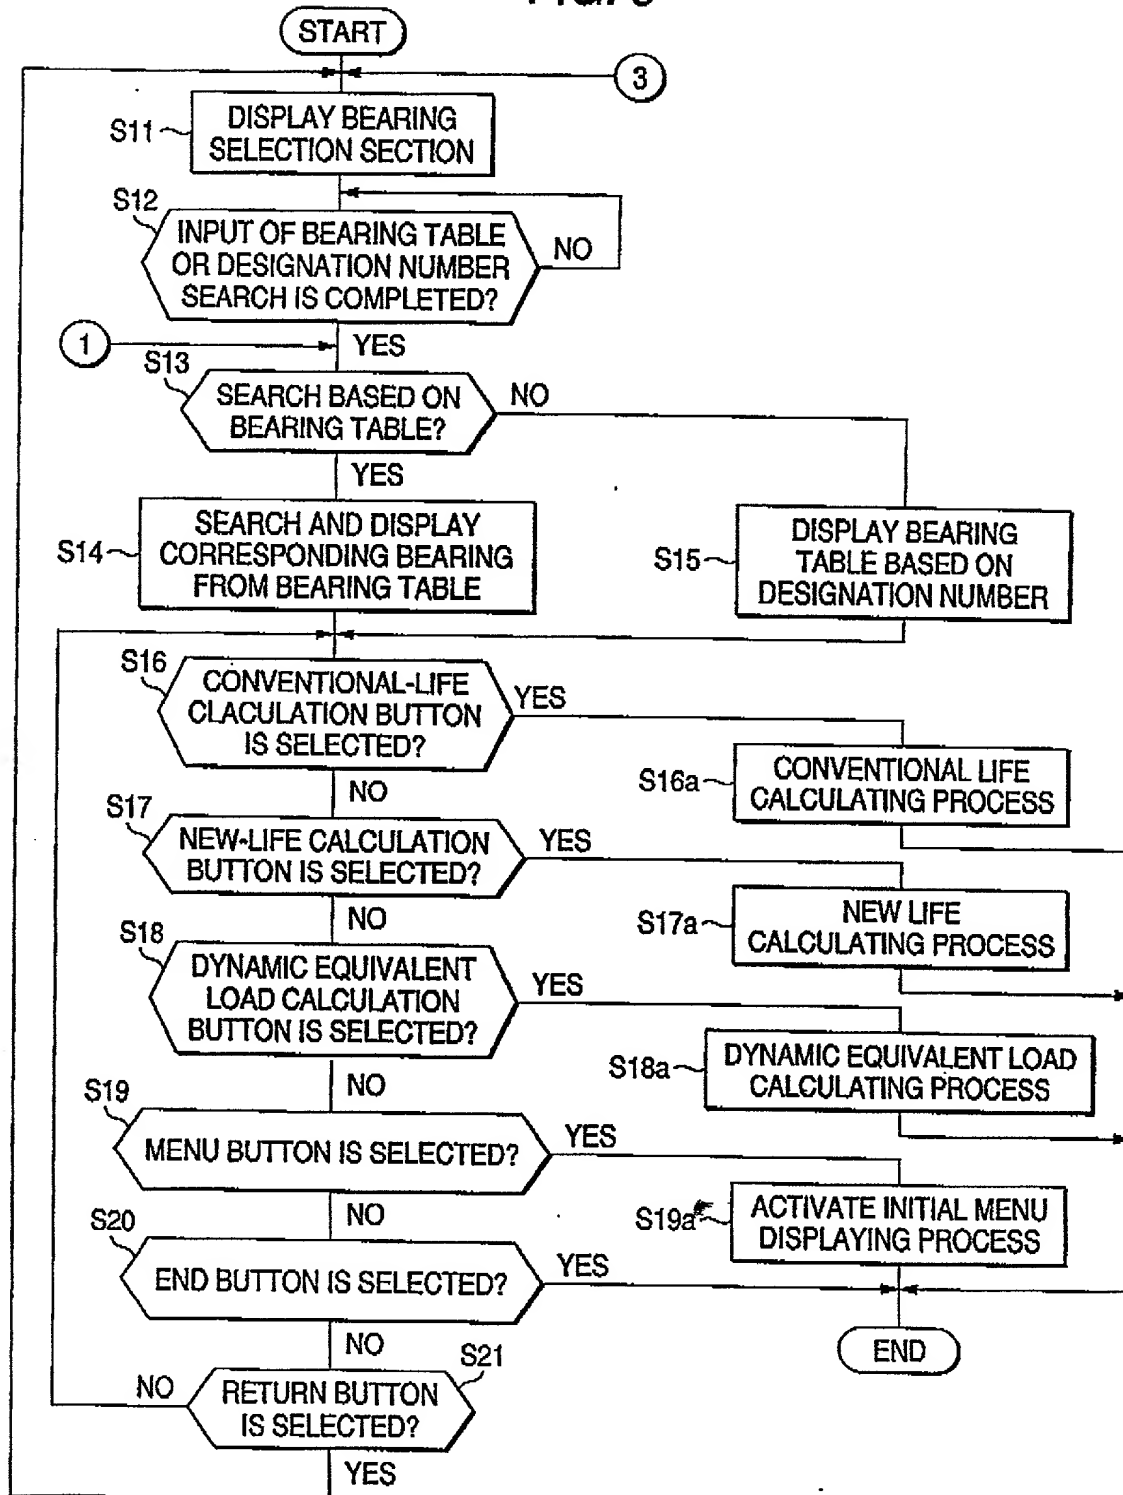 START
3
S11
DISPLAY BEARING
SELECTION SECTION
S12
INPUT OF BEARING TABLE
OR DESIGNATION NUMBER
SEARCH IS COMPLETED?
NO
1
YES
S13
SEARCH BASED ON
BEARING TABLE?
NO
YES
S14
SEARCH AND DISPLAY
CORRESPONDING BEARING
FROM BEARING TABLE
S15
DISPLAY BEARING
TABLE BASED ON
DESIGNATION NUMBER
S16
CONVENTIONAL-LIFE
CLACULATION BUTTON
IS SELECTED?
YES
S16a
CONVENTIONAL LIFE
CALCULATING PROCESS
NO
S17
NEW-LIFE CALCULATION
BUTTON IS SELECTED?
YES
S17a
NEW LIFE
CALCULATING PROCESS
NO
S18
DYNAMIC EQUIVALENT
LOAD CALCULATION
BUTTON IS SELECTED?
YES
S18a
DYNAMIC EQUIVALENT LOAD
CALCULATING PROCESS
NO
S19
MENU BUTTON IS SELECTED?
YES
S19a
ACTIVATE INITIAL MENU
DISPLAYING PROCESS
NO
S20
END BUTTON IS SELECTED?
YES
END
NO
S21
NO
RETURN BUTTON
IS SELECTED?
YES